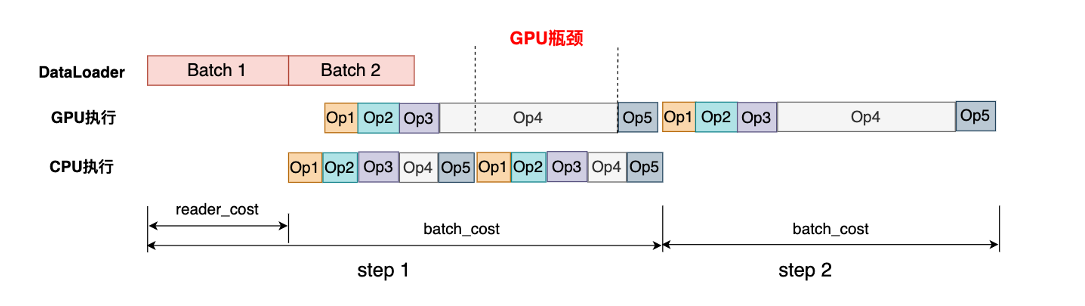 GPU瓶颈
DataLoader Batch 1 Batch 2
GPU执行 Op1 Op2 Op3 Op4 Op5 Op1 Op2 Op3 Op4 Op5
CPU执行 Op1 Op2 Op3 Op4 Op5 Op1 Op2 Op3 Op4 Op5
reader_cost
batch_cost batch_cost
step 1 step 2